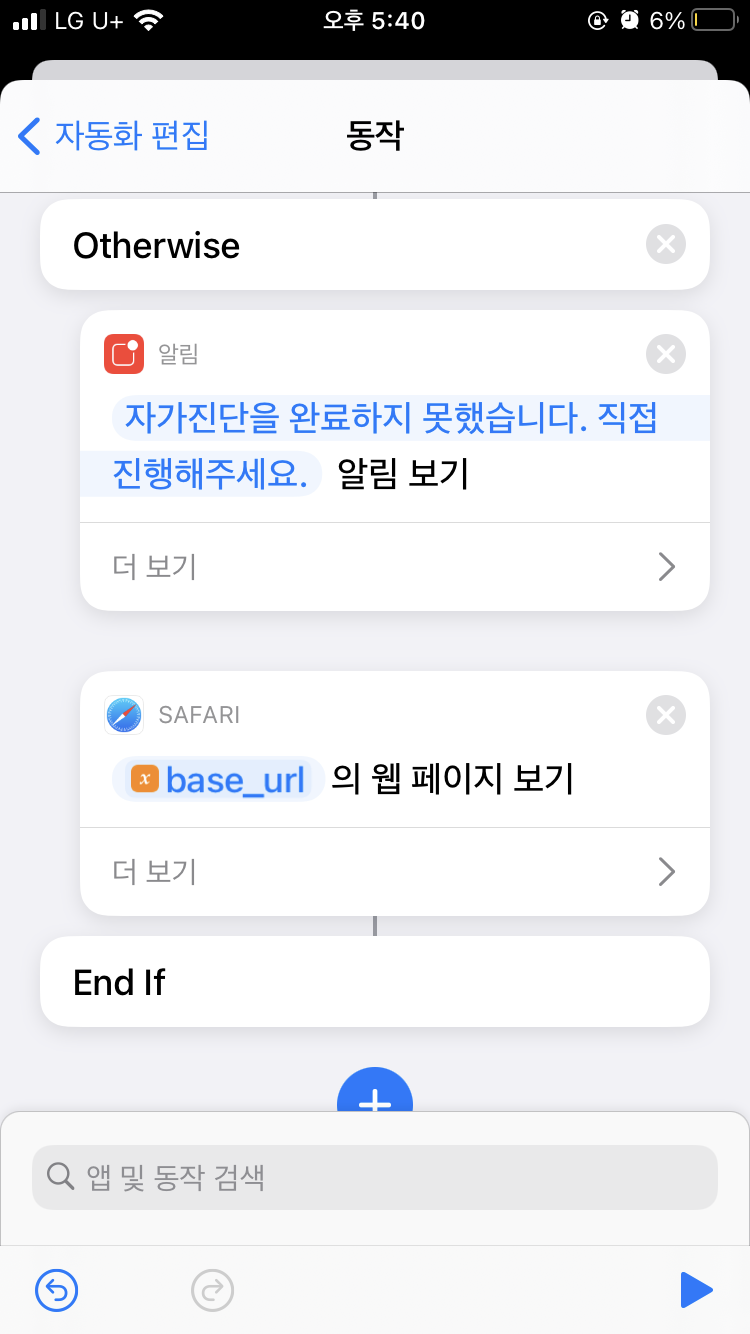 LG U+ 오후 5:40 6%
자동화 편집 동작
Otherwise
알림
자가진단을 완료하지 못했습니다. 직접
진행해주세요. 알림 보기
더 보기
SAFARI
x base_url 의 웹 페이지 보기
더 보기
End If
앱 및 동작 검색